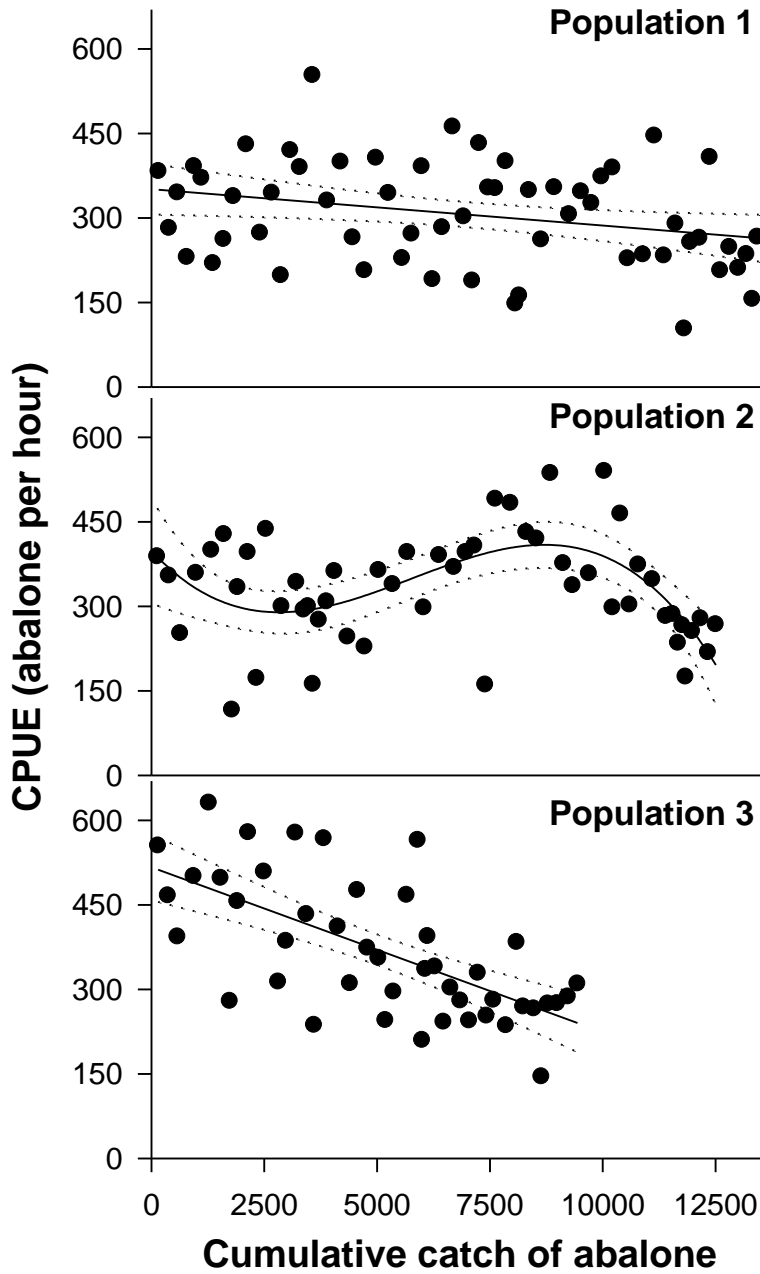 Population 1
600
450
300
150
0
Population 2
600
450
300
150
0
Population 3
600
450
300
150
0
CPUE (abalone per hour)
0 2500 5000 7500 10000 12500
Cumulative catch of abalone